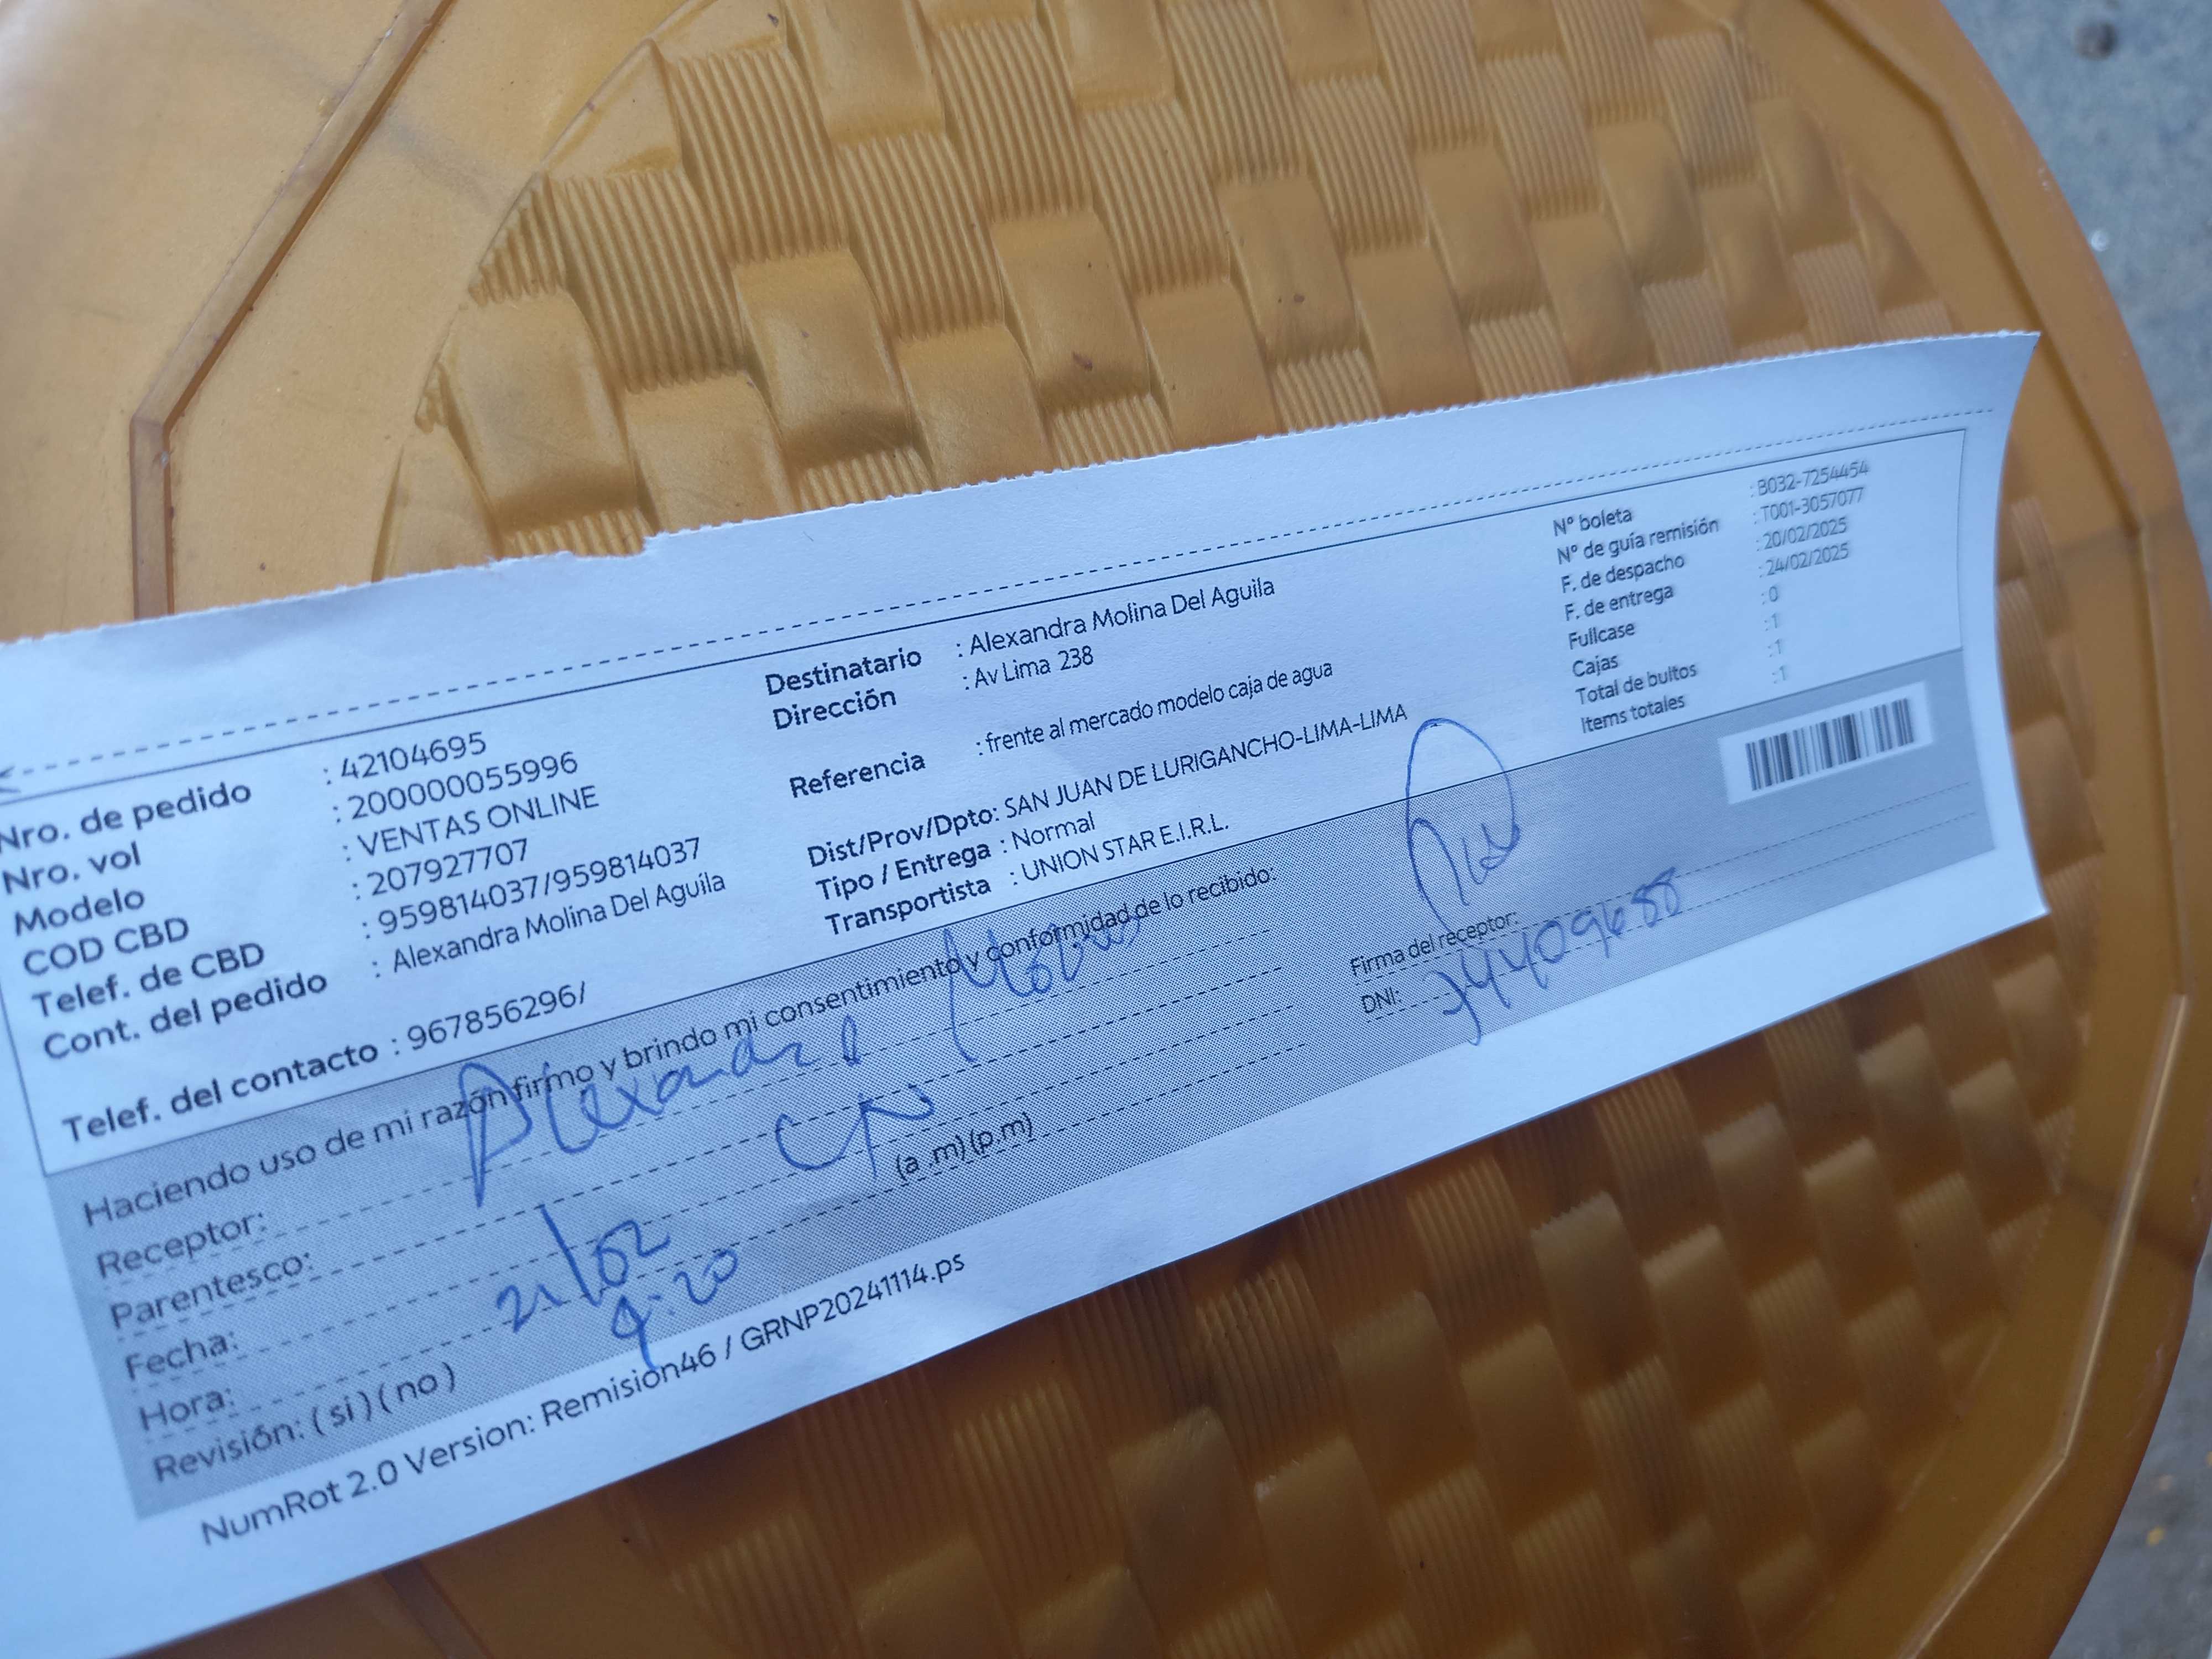 Nro. de pedido : 42104695
Nro. vol : 200000055996
Modelo : VENTAS ONLINE
COD CBD : 207927707
Telef. de CBD : 959814037/959814037
Cont. del pedido : Alexandra Molina Del Aguila
Telef. del contacto : 967856296/
Destinatario : Alexandra Molina Del Aguila
Dirección : Av Lima 238
Referencia : frente al mercado modelo caja de agua
Dist/Prov/Dpto: SAN JUAN DE LURIGANCHO-LIMA-LIMA
Tipo / Entrega : Normal
Transportista : UNION STAR E.I.R.L.
N° boleta : B032-7254454
N° de guía remisión : T001-3057077
F. de despacho : 20/02/2025
F. de entrega : 24/02/2025
Fullcase : 0
Cajas : 1
Total de bultos : 1
Items totales : 1
Haciendo uso de mi razón firmo y brindo mi consentimiento y conformidad de lo recibido:
Receptor: Alexandra
Parentesco:
Fecha: 21/02
Hora: 9:20 (a .m) (p.m)
Revisión: ( si ) ( no )
Firma del receptor:
DNI:
NumRot 2.0 Version: Remision46 / GRNP20241114.ps